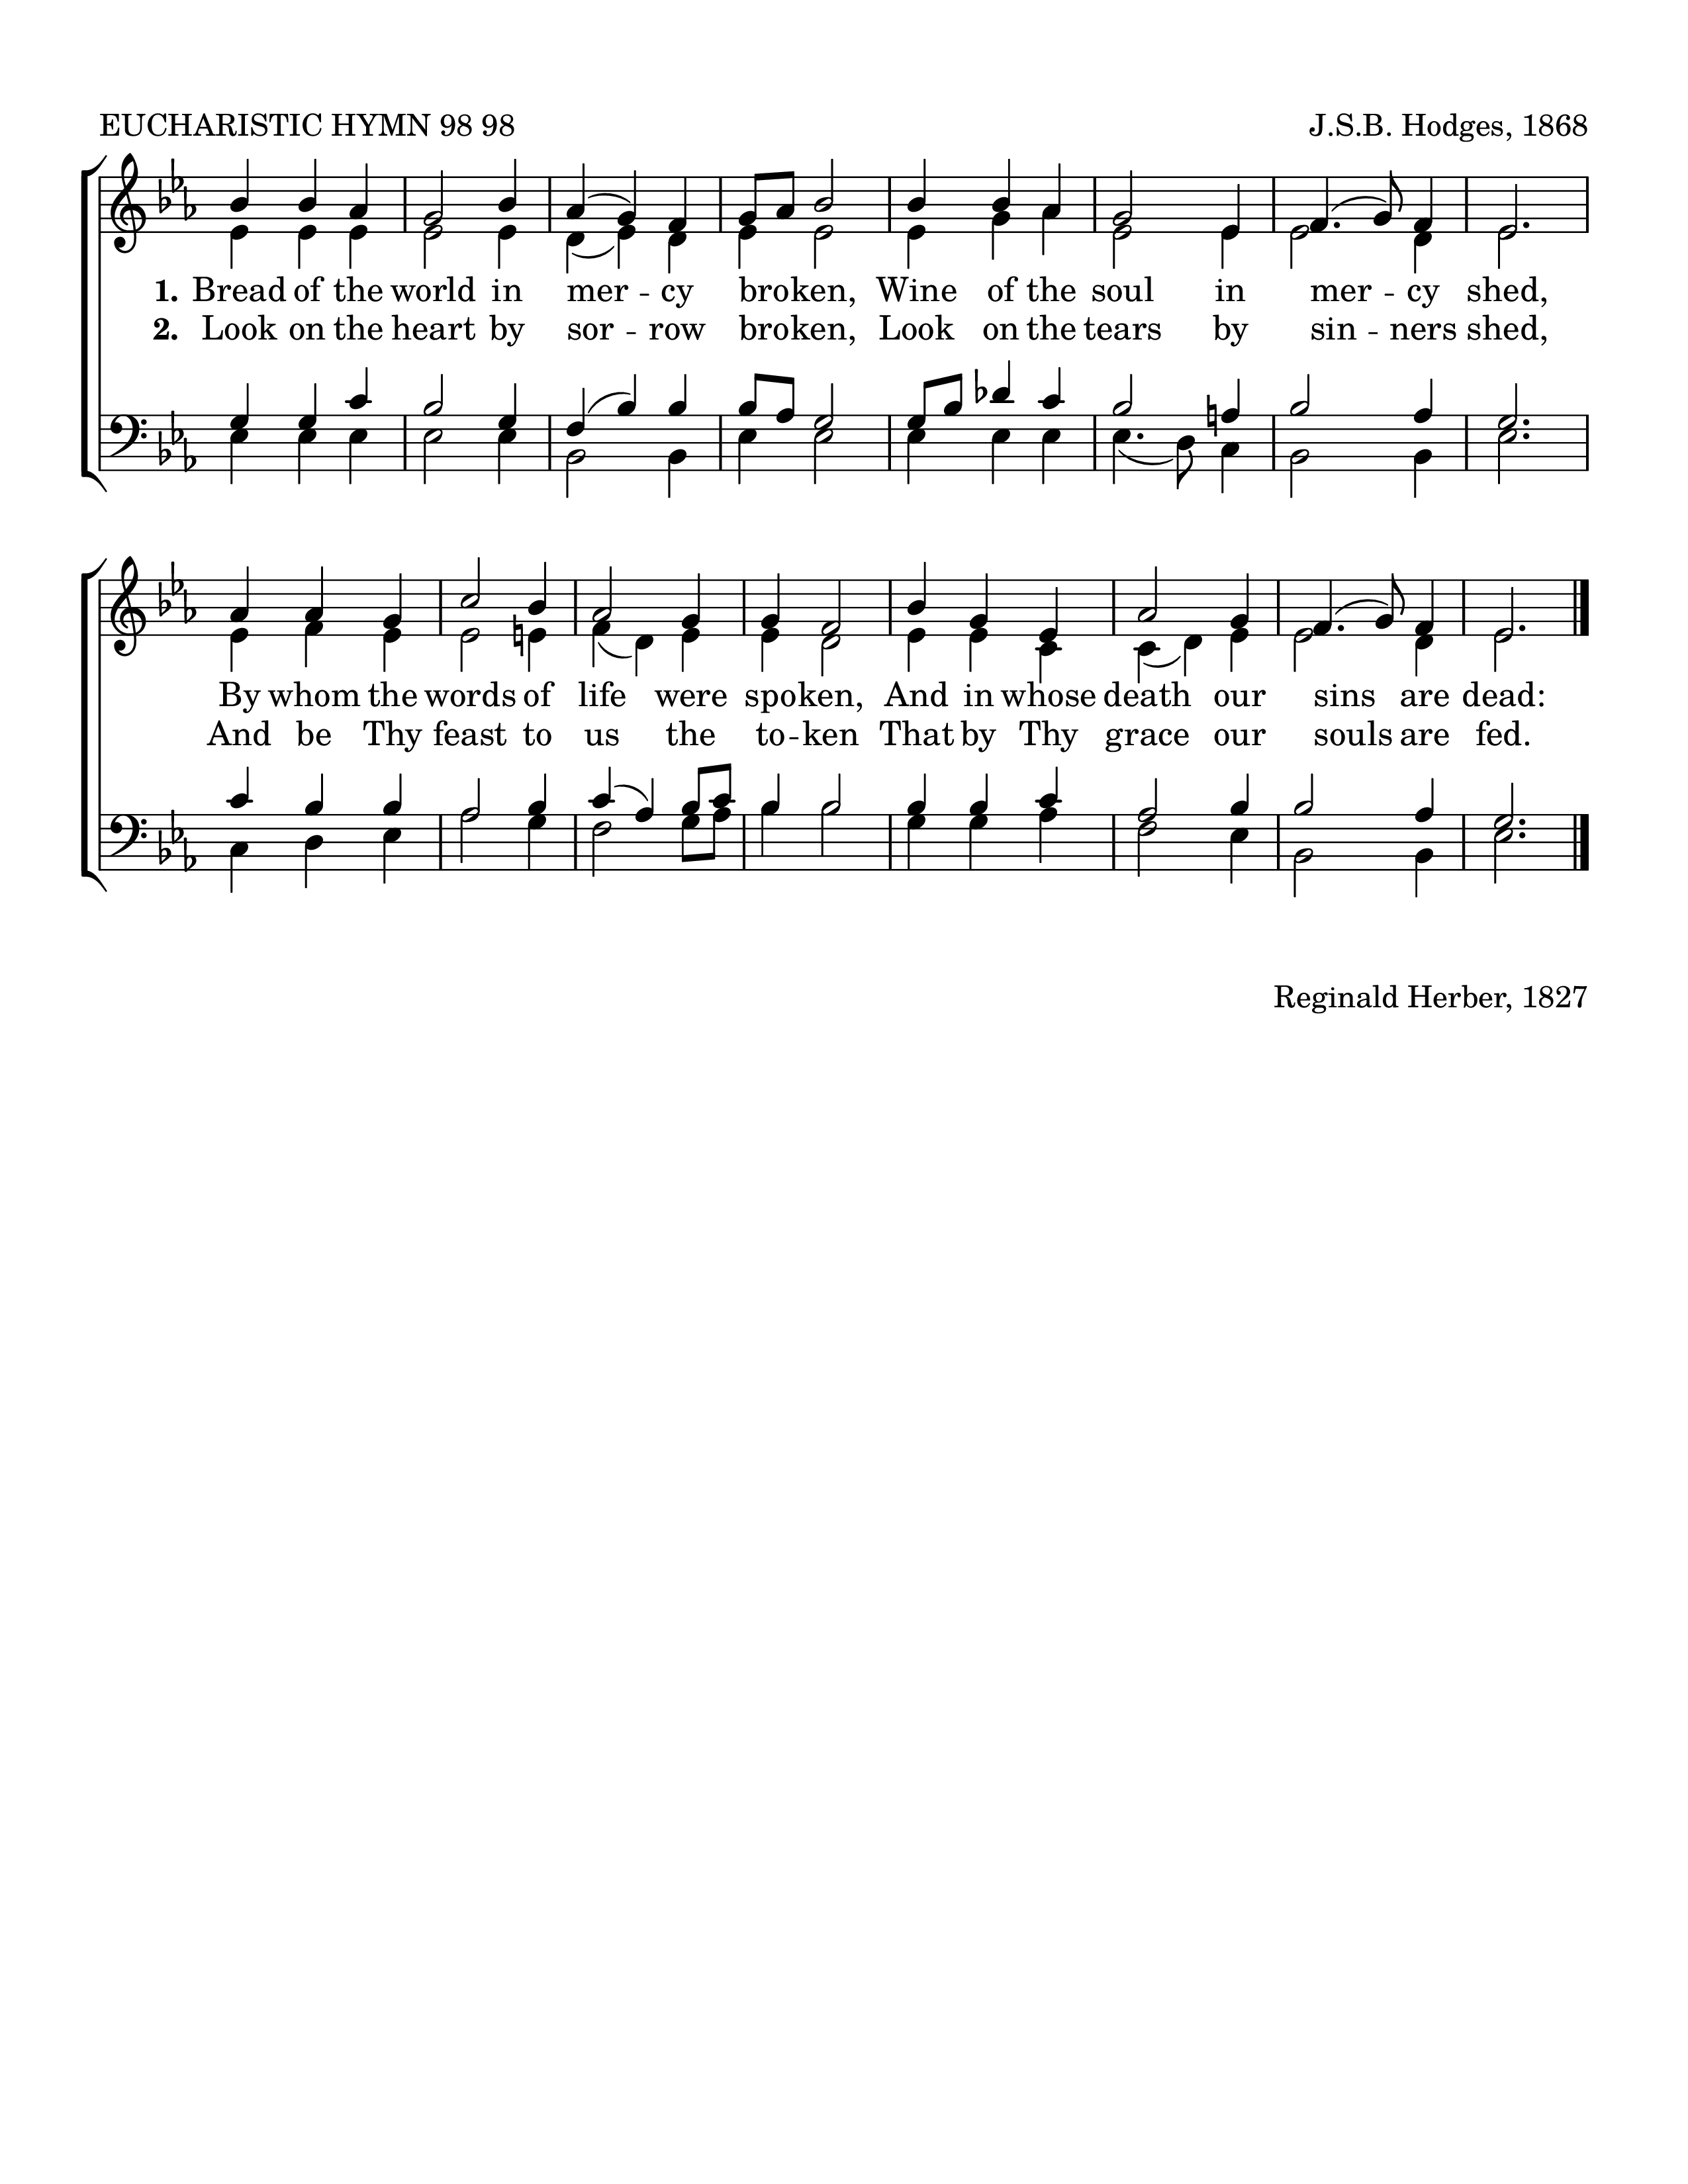 EUCHARISTIC HYMN 98 98
J.S.B. Hodges, 1868
1. Bread of the world in mer -- cy broken, Wine of the soul in mer -- cy shed,
2. Look on the heart by sor -- row broken, Look on the tears by sin -- ners shed,
By whom the words of life were spoken, And in whose death our sins are dead:
And be Thy feast to us the to -- ken That by Thy grace our souls are fed.
Reginald Herber, 1827